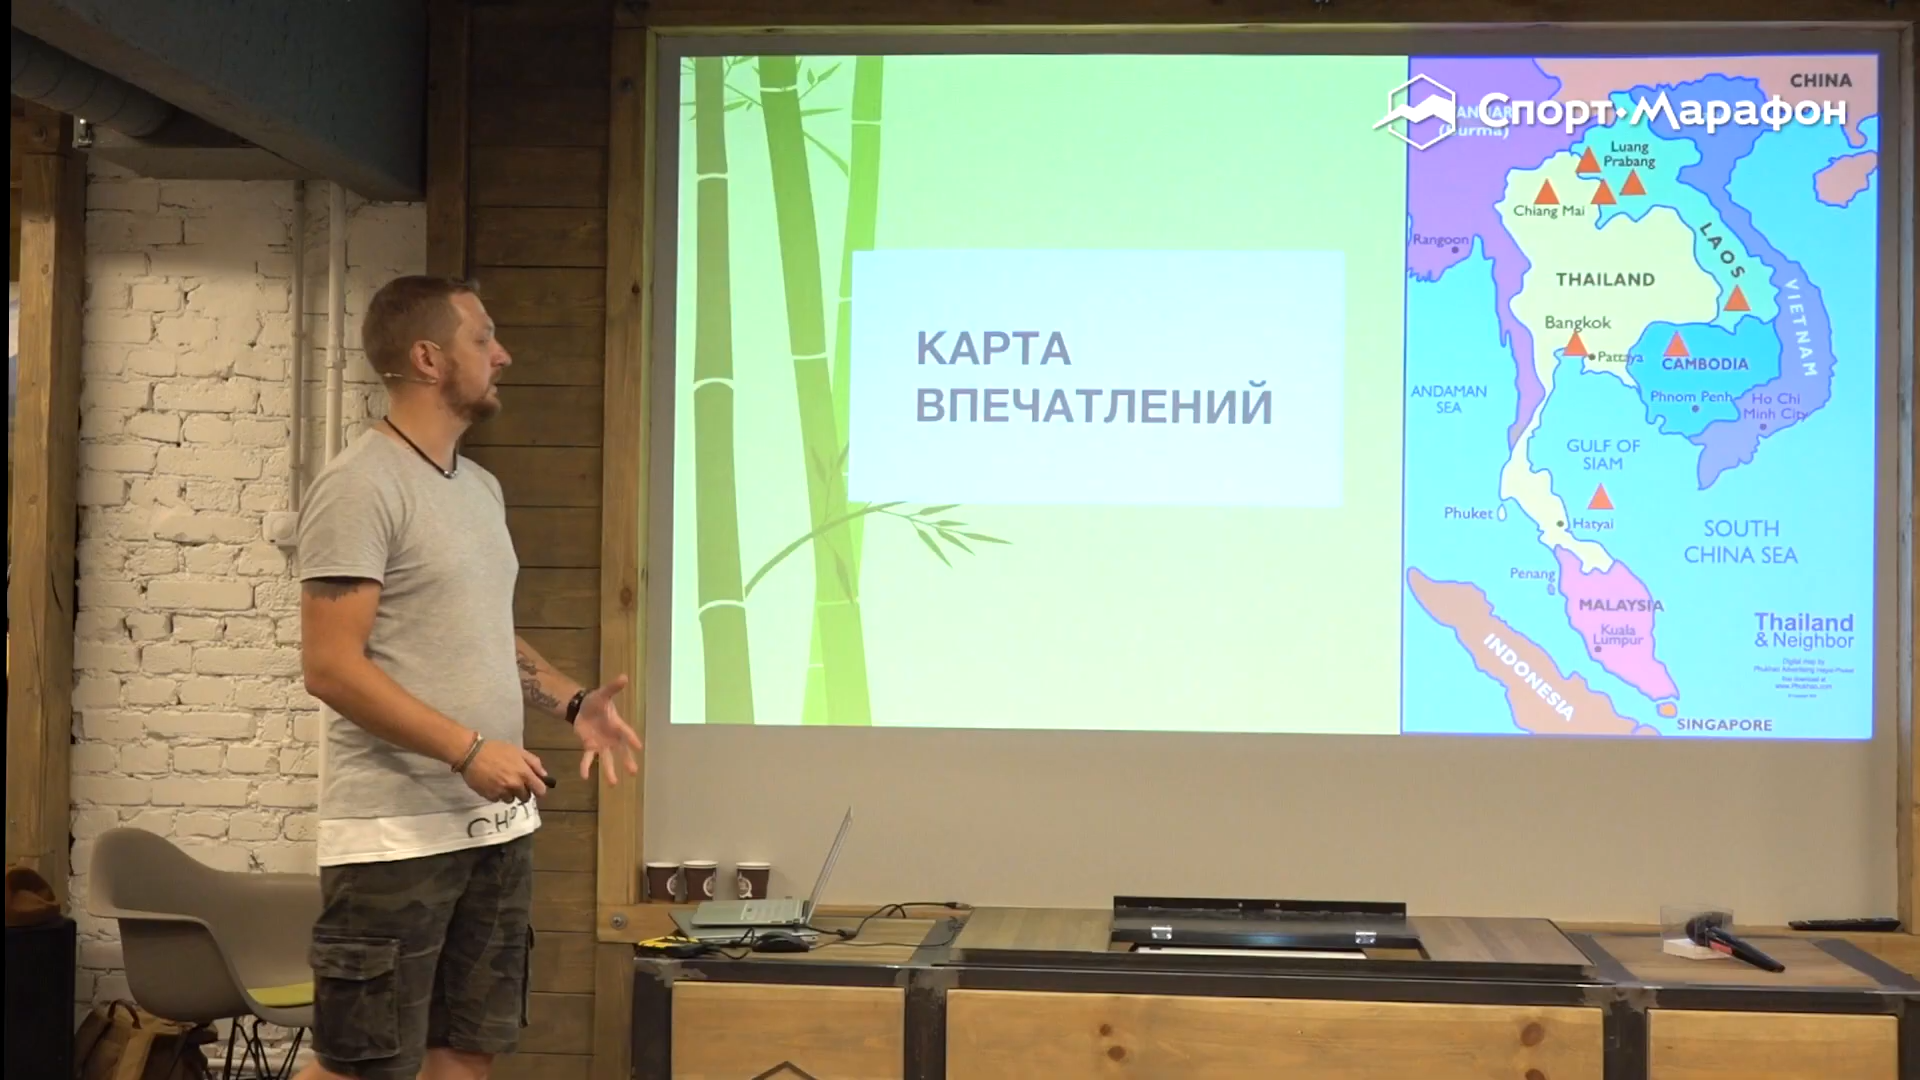 Спорт-Марафон
КАРТА
ВПЕЧАТЛЕНИЙ
CHINA
Luang
Prabang
Chiang Mai
Rangoon
LAOS
THAILAND
VIETNAM
Bangkok
Pattaya
CAMBODIA
ANDAMAN
SEA
Phnom Penh
Ho Chi
Minh City
GULF OF
SIAM
Phuket
Hatyai
SOUTH
CHINA SEA
Penang
MALAYSIA
Kuala
Lumpur
INDONESIA
Thailand
& Neighbor
SINGAPORE